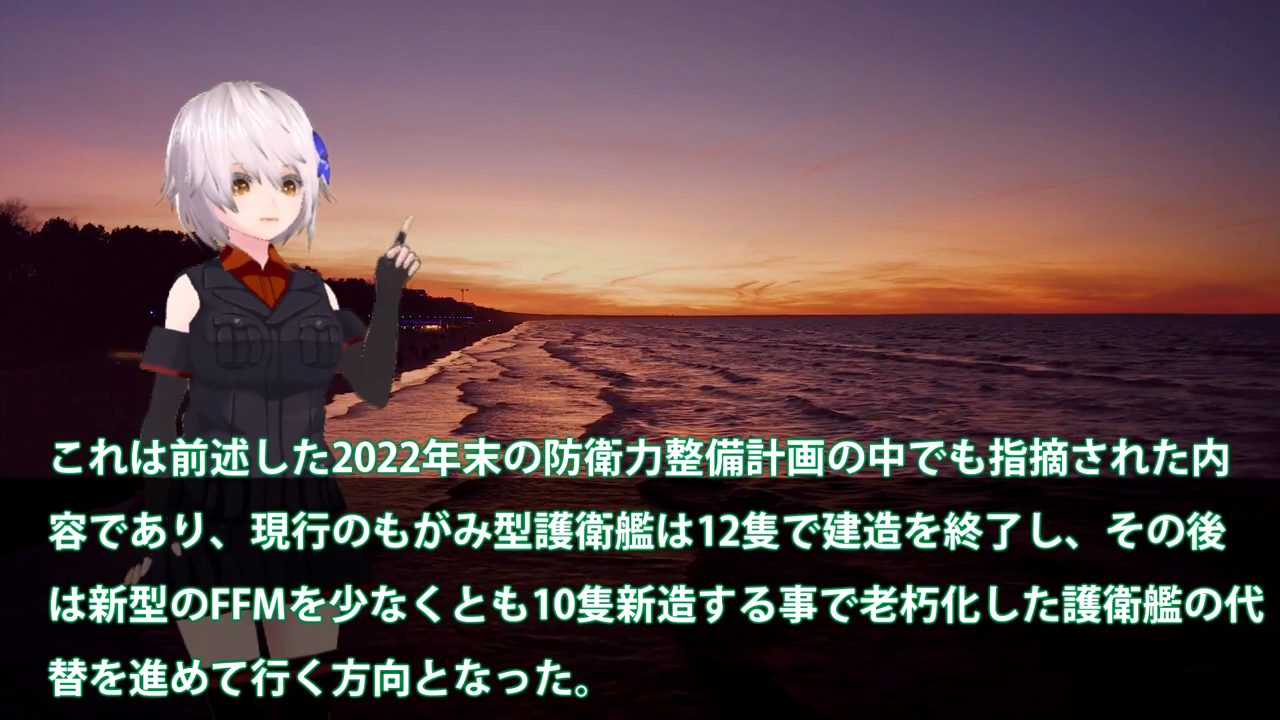 これは前述した2022年末の防衛力整備計画の中でも指摘された内
容であり、現行のもがみ型護衛艦は12隻で建造を終了し、その後
は新型のFFMを少なくとも10隻新造する事で老朽化した護衛艦の代
替を進めて行く方向となった。